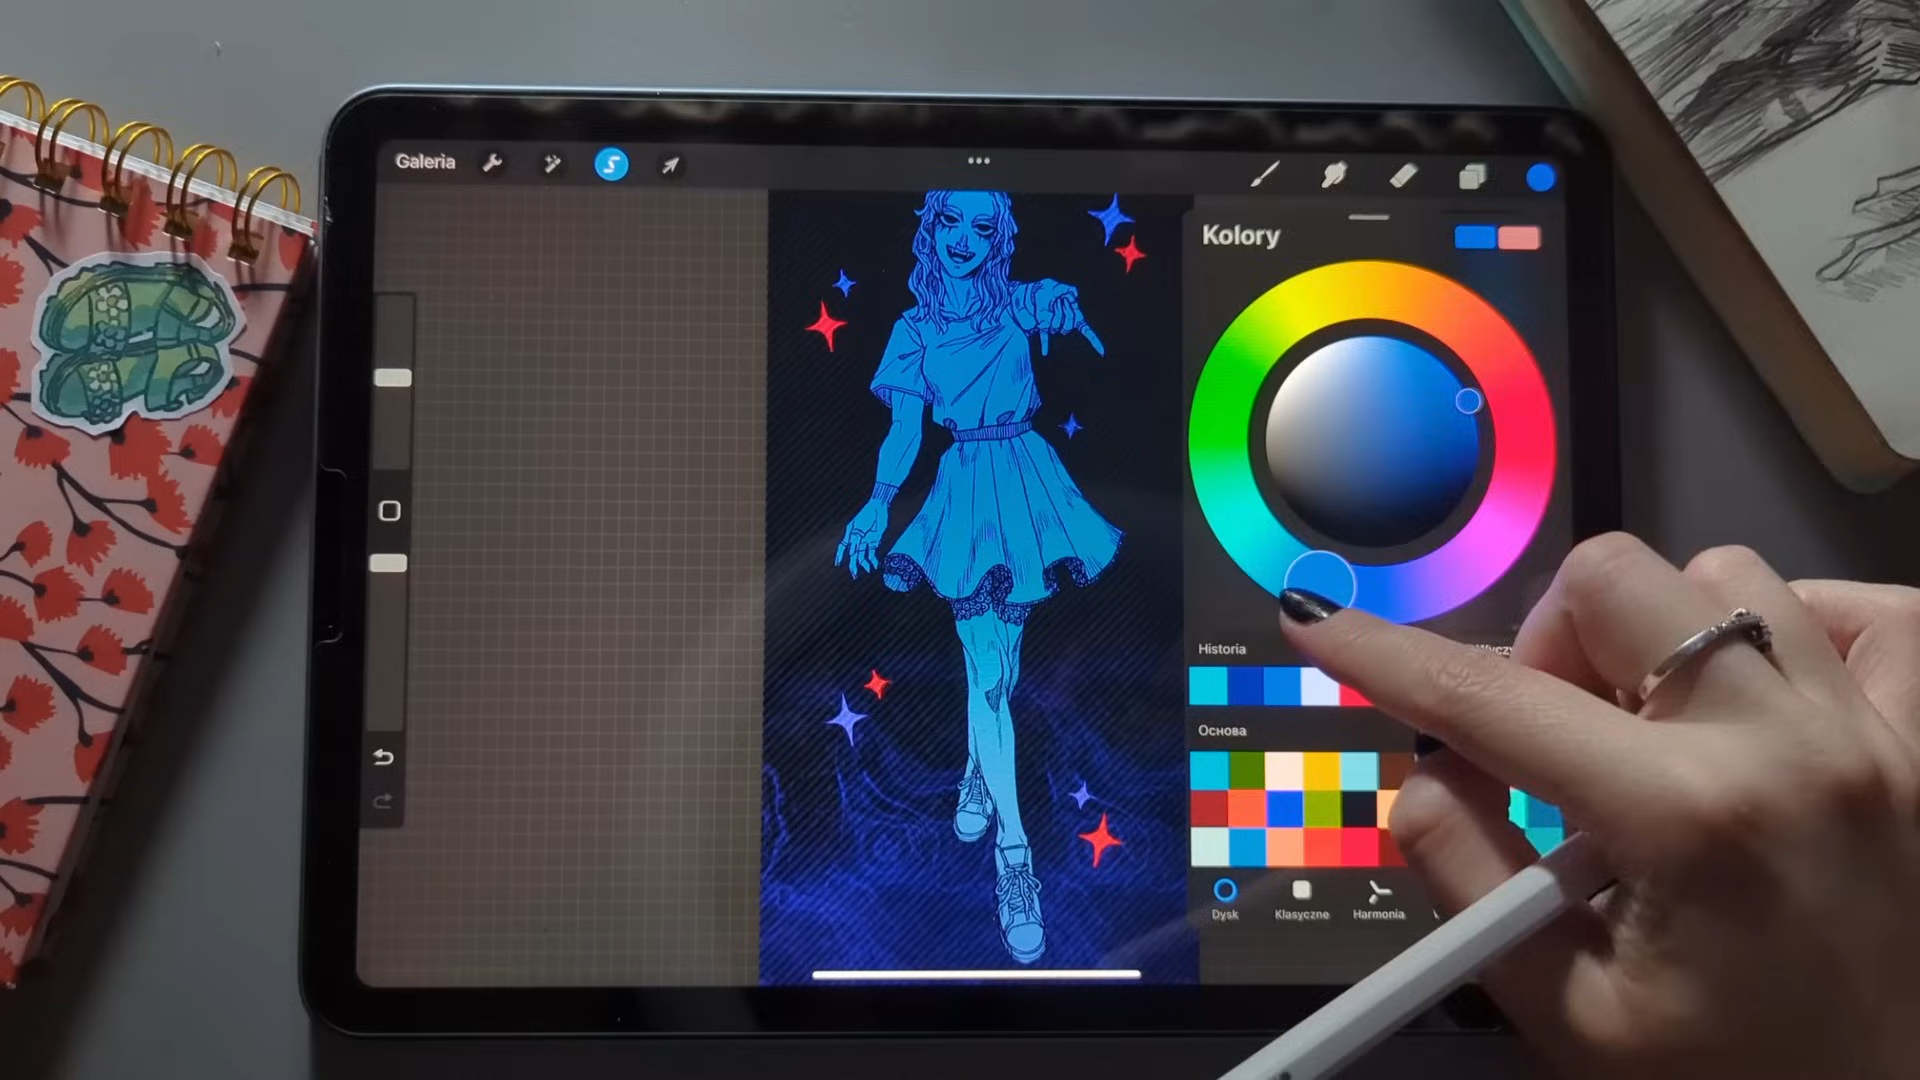 Galeria
Kolory
Historia
Основа
Dysk
Klasyczne
Harmonia